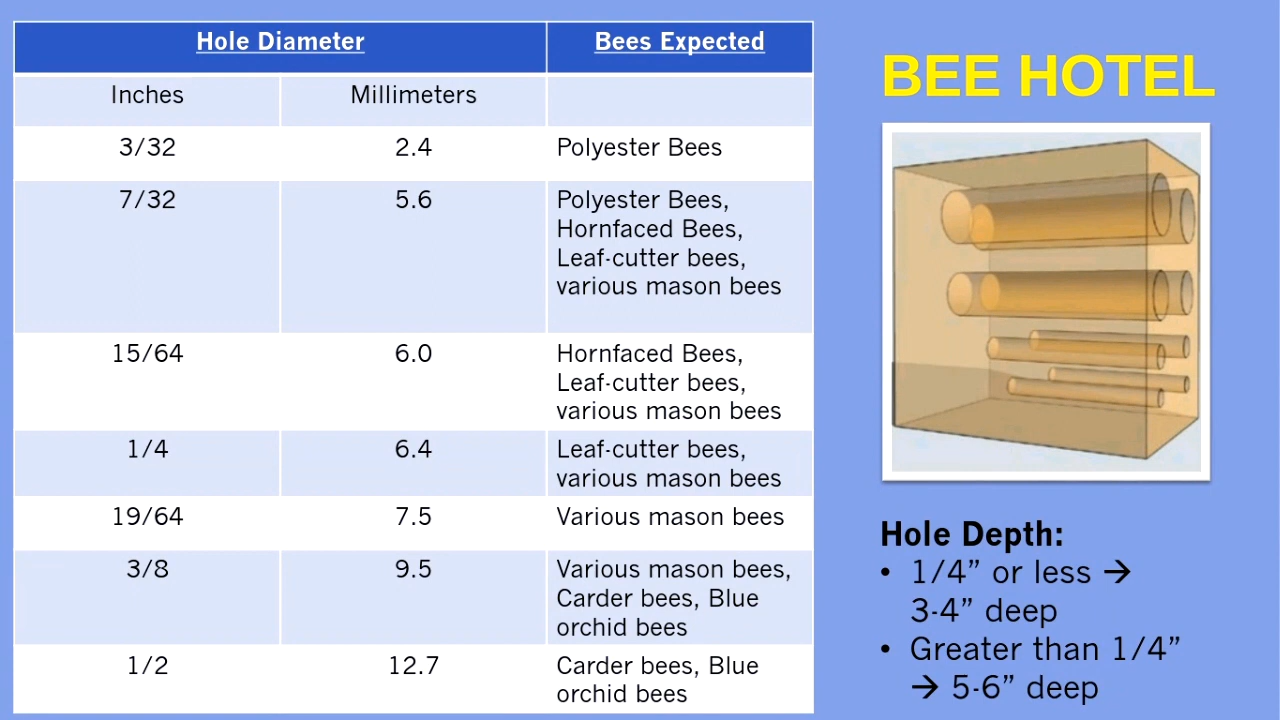 Hole Diameter Bees Expected
Inches Millimeters
3/32 2.4 Polyester Bees
7/32 5.6 Polyester Bees,
Hornfaced Bees,
Leaf-cutter bees,
various mason bees
15/64 6.0 Hornfaced Bees,
Leaf-cutter bees,
various mason bees
1/4 6.4 Leaf-cutter bees,
various mason bees
19/64 7.5 Various mason bees
3/8 9.5 Various mason bees,
Carder bees, Blue
orchid bees
1/2 12.7 Carder bees, Blue
orchid bees
BEE HOTEL
Hole Depth:
• 1/4” or less →
3-4” deep
• Greater than 1/4”
→ 5-6” deep